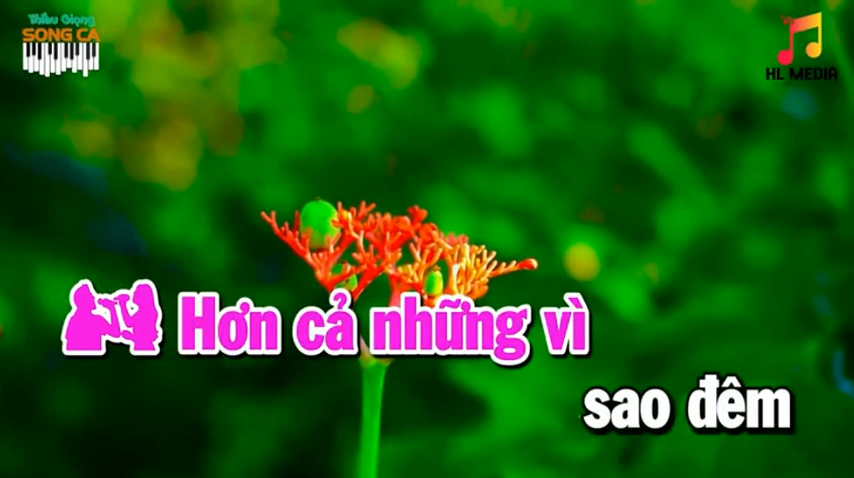 Thiếu Giọng
SONG CA
HL MEDIA
Hơn cả những vì
sao đêm